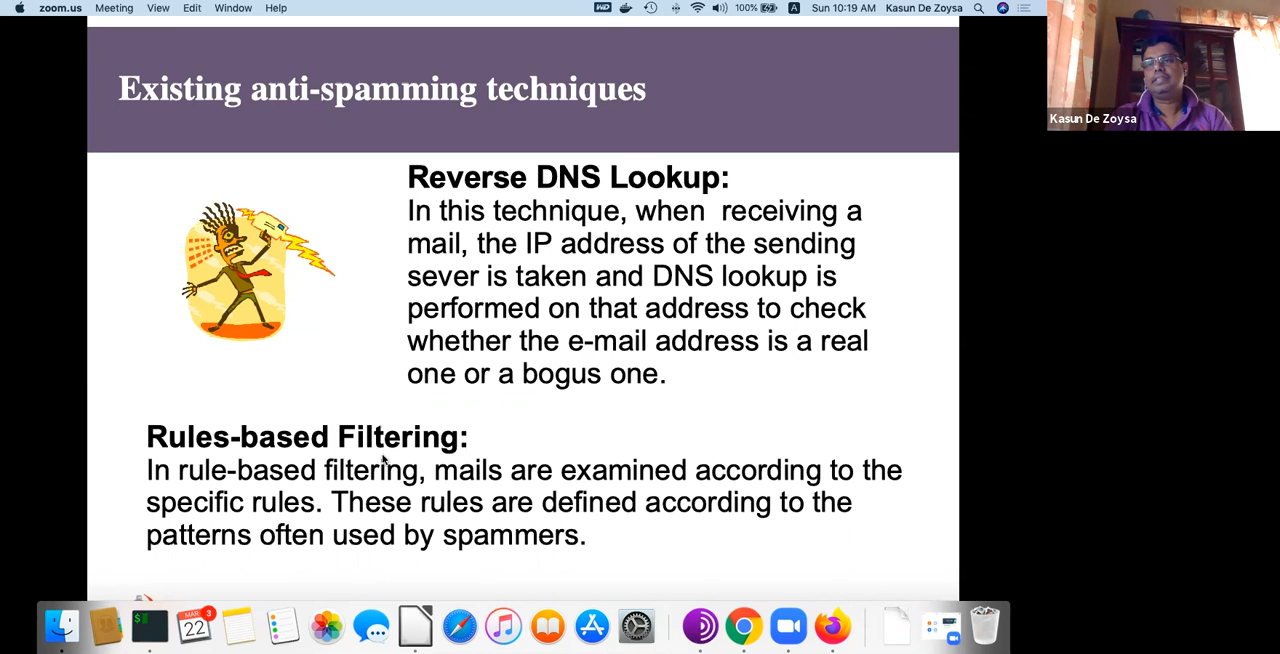 zoom.us Meeting View Edit Window Help 100% A Sun 10:19 AM Kasun De Zoysa
Existing anti-spamming techniques
Kasun De Zoysa
Reverse DNS Lookup:
In this technique, when receiving a
mail, the IP address of the sending
sever is taken and DNS lookup is
performed on that address to check
whether the e-mail address is a real
one or a bogus one.
Rules-based Filtering:
In rule-based filtering, mails are examined according to the
specific rules. These rules are defined according to the
patterns often used by spammers.
$
MAR 3
22